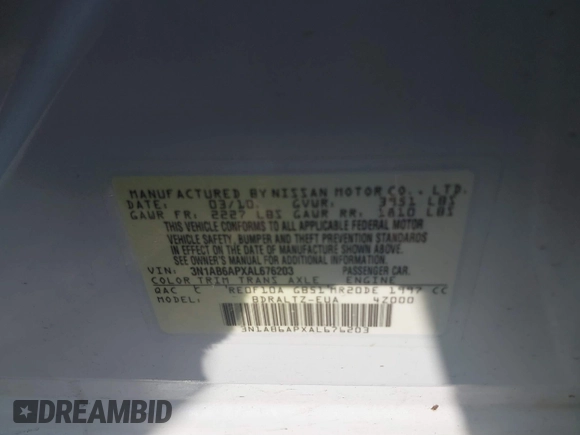 MANUFACTURED BY NISSAN MOTOR CO., LTD.
DATE: 03/10 GVWR: 3951 LBS
GAWR FR: 2227 LBS GAWR RR: 1810 LBS
THIS VEHICLE CONFORMS TO ALL APPLICABLE FEDERAL MOTOR
VEHICLE SAFETY, BUMPER AND THEFT PREVENTION STANDARDS
IN EFFECT ON THE DATE OF MANUFACTURE SHOWN ABOVE.
SEE OWNER'S MANUAL FOR ADDITIONAL INFORMATION
VIN: 3N1AB6APXAL676203 PASSENGER CAR.
COLOR TRIM TRANS AXLE ENGINE
QAC C RE0F10A GB51 MR20DE 1997 CC
BDRALTZ-EUA 4Z000
3N1AB6APXAL676203
DREAMBID